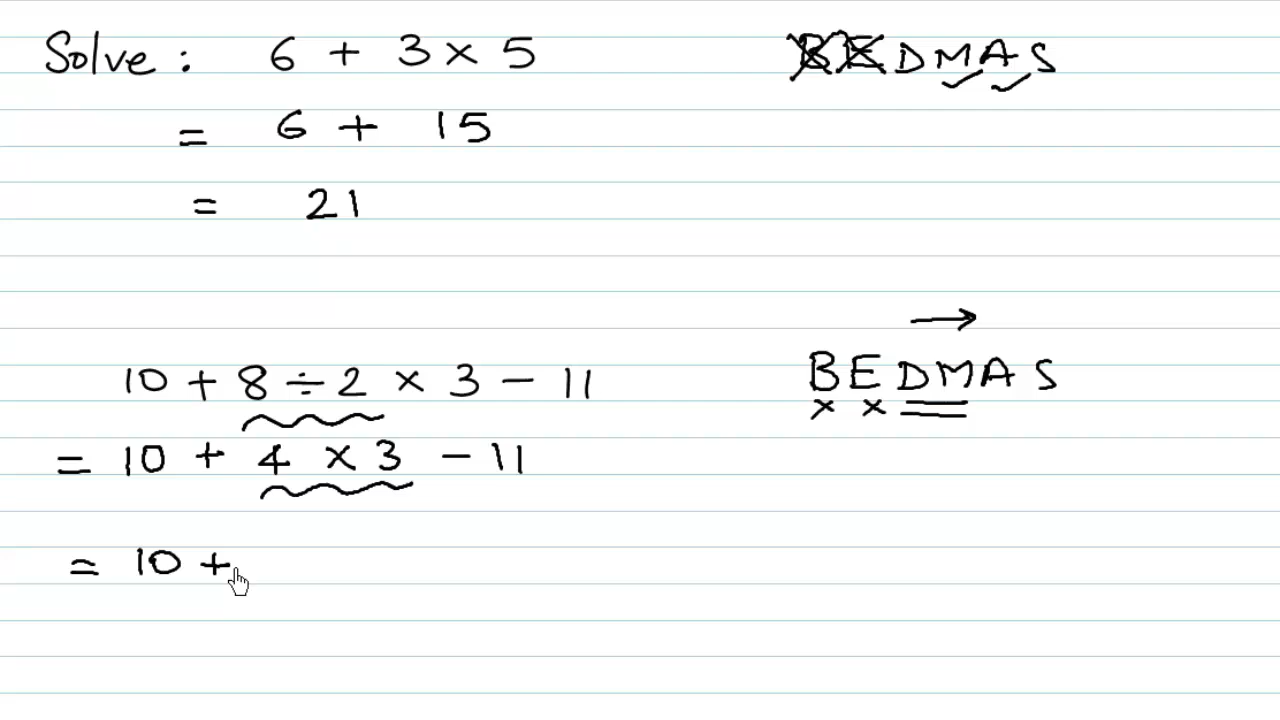 Solve : 6 + 3 × 5 BEDMAS
= 6 + 15
= 21
10 + 8 ÷ 2 × 3 − 11 BEDMAS
= 10 + 4 × 3 − 11
= 10 +